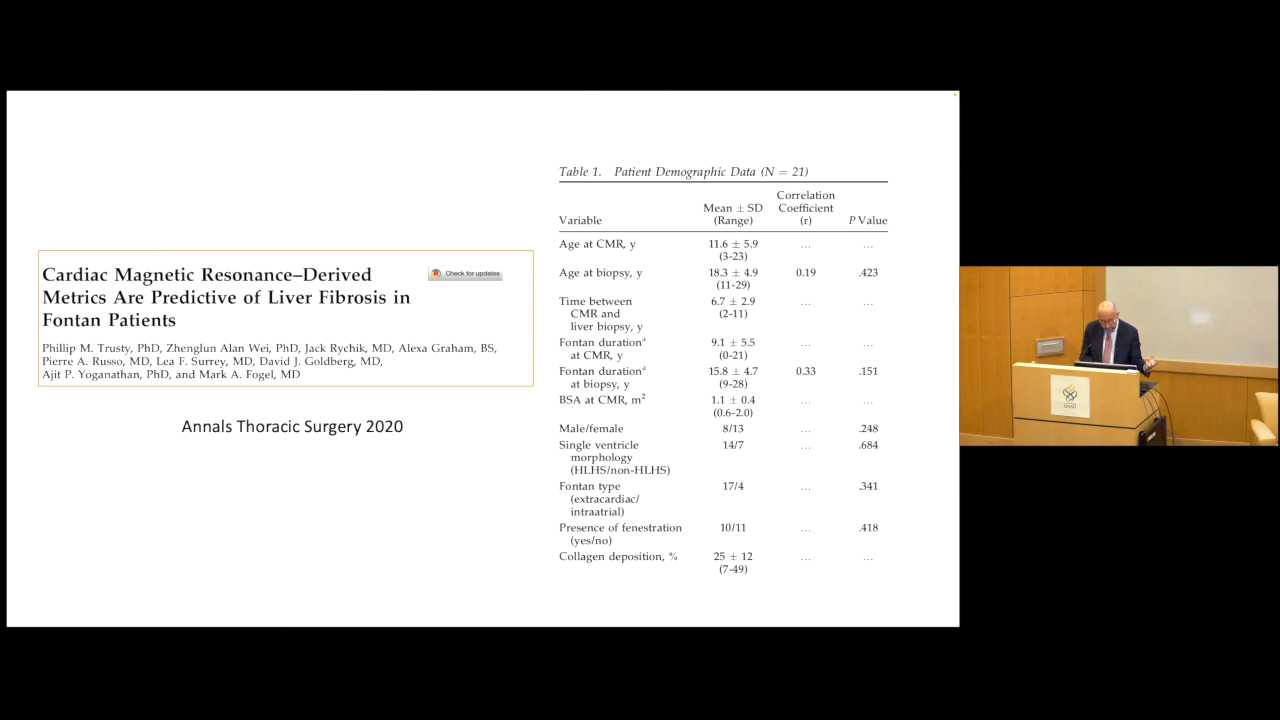 Cardiac Magnetic Resonance–Derived
Metrics Are Predictive of Liver Fibrosis in
Fontan Patients
Check for updates
Phillip M. Trusty, PhD, Zhenglun Alan Wei, PhD, Jack Rychik, MD, Alexa Graham, BS,
Pierre A. Russo, MD, Lea F. Surrey, MD, David J. Goldberg, MD,
Ajit P. Yoganathan, PhD, and Mark A. Fogel, MD
Annals Thoracic Surgery 2020
Table 1. Patient Demographic Data (N = 21)
Variable Mean ± SD (Range) Correlation Coefficient (r) P Value
Age at CMR, y 11.6 ± 5.9 ... ...
(3-23)
Age at biopsy, y 18.3 ± 4.9 0.19 .423
(11-29)
Time between 6.7 ± 2.9 ... ...
CMR and (2-11)
liver biopsy, y
Fontan durationᵃ 9.1 ± 5.5 ... ...
at CMR, y (0-21)
Fontan durationᵃ 15.8 ± 4.7 0.33 .151
at biopsy, y (9-28)
BSA at CMR, m² 1.1 ± 0.4 ... ...
(0.6-2.0)
Male/female 8/13 ... .248
Single ventricle 14/7 ... .684
morphology
(HLHS/non-HLHS)
Fontan type 17/4 ... .341
(extracardiac/
intraatrial)
Presence of fenestration 10/11 ... .418
(yes/no)
Collagen deposition, % 25 ± 12 ... ...
(7-49)